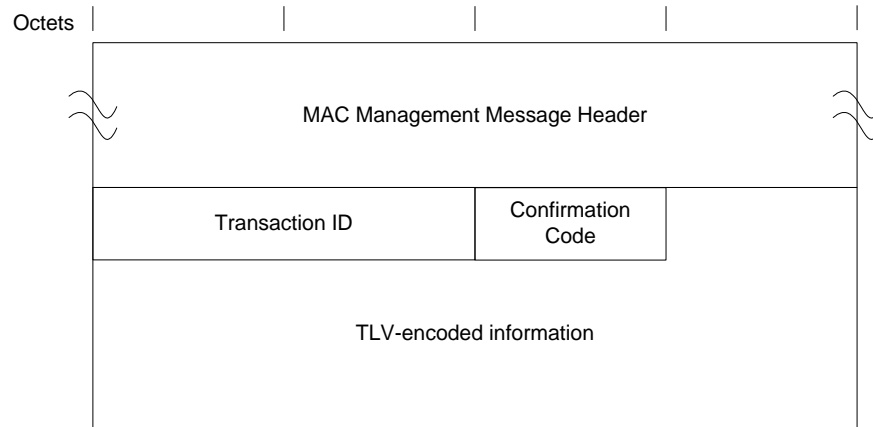 Octets
MAC Management Message Header
Transaction ID
Confirmation
Code
TLV-encoded information